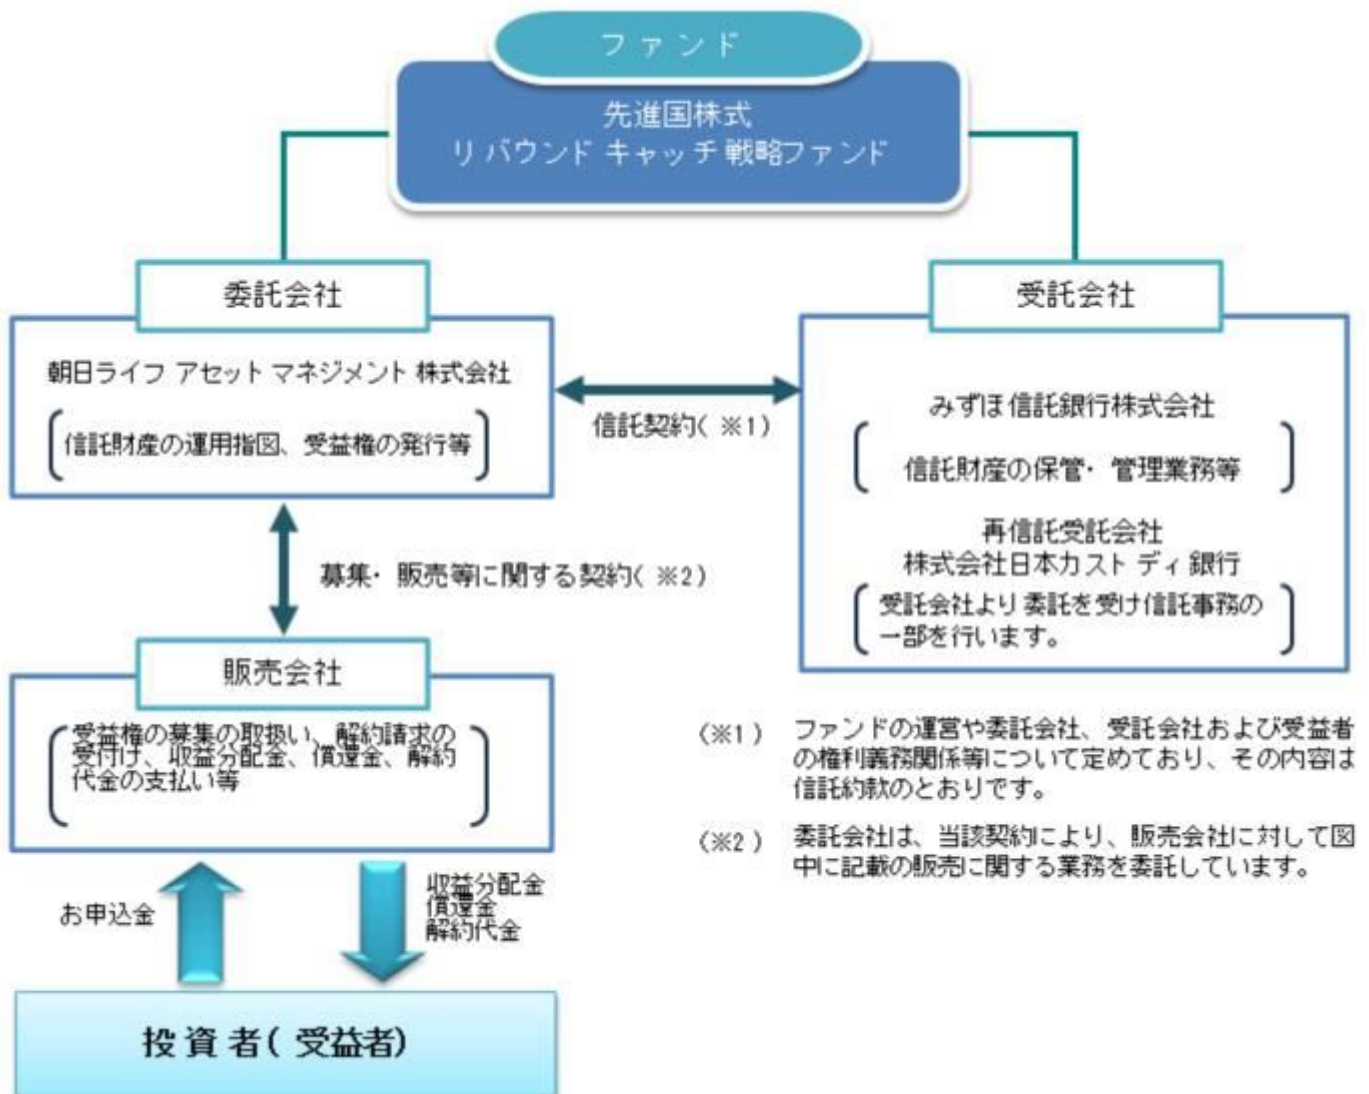 ファンド
先進国株式
リバウンドキャッチ戦略ファンド
委託会社
朝日ライフ アセット マネジメント 株式会社
信託財産の運用指図、受益権の発行等
信託契約(※1)
受託会社
みずほ信託銀行株式会社
信託財産の保管・管理業務等
再信託受託会社
株式会社日本カストディ銀行
受託会社より委託を受け信託事務の
一部を行います。
募集・販売等に関する契約(※2)
販売会社
受益権の募集の取扱い、解約請求の
受付け、収益分配金、償還金、解約
代金の支払い等
(※1) ファンドの運営や委託会社、受託会社および受益者
の権利義務関係等について定めており、その内容は
信託約款のとおりです。
(※2) 委託会社は、当該契約により、販売会社に対して図
中に記載の販売に関する業務を委託しています。
お申込金
収益分配金
償還金
解約代金
投資者(受益者)